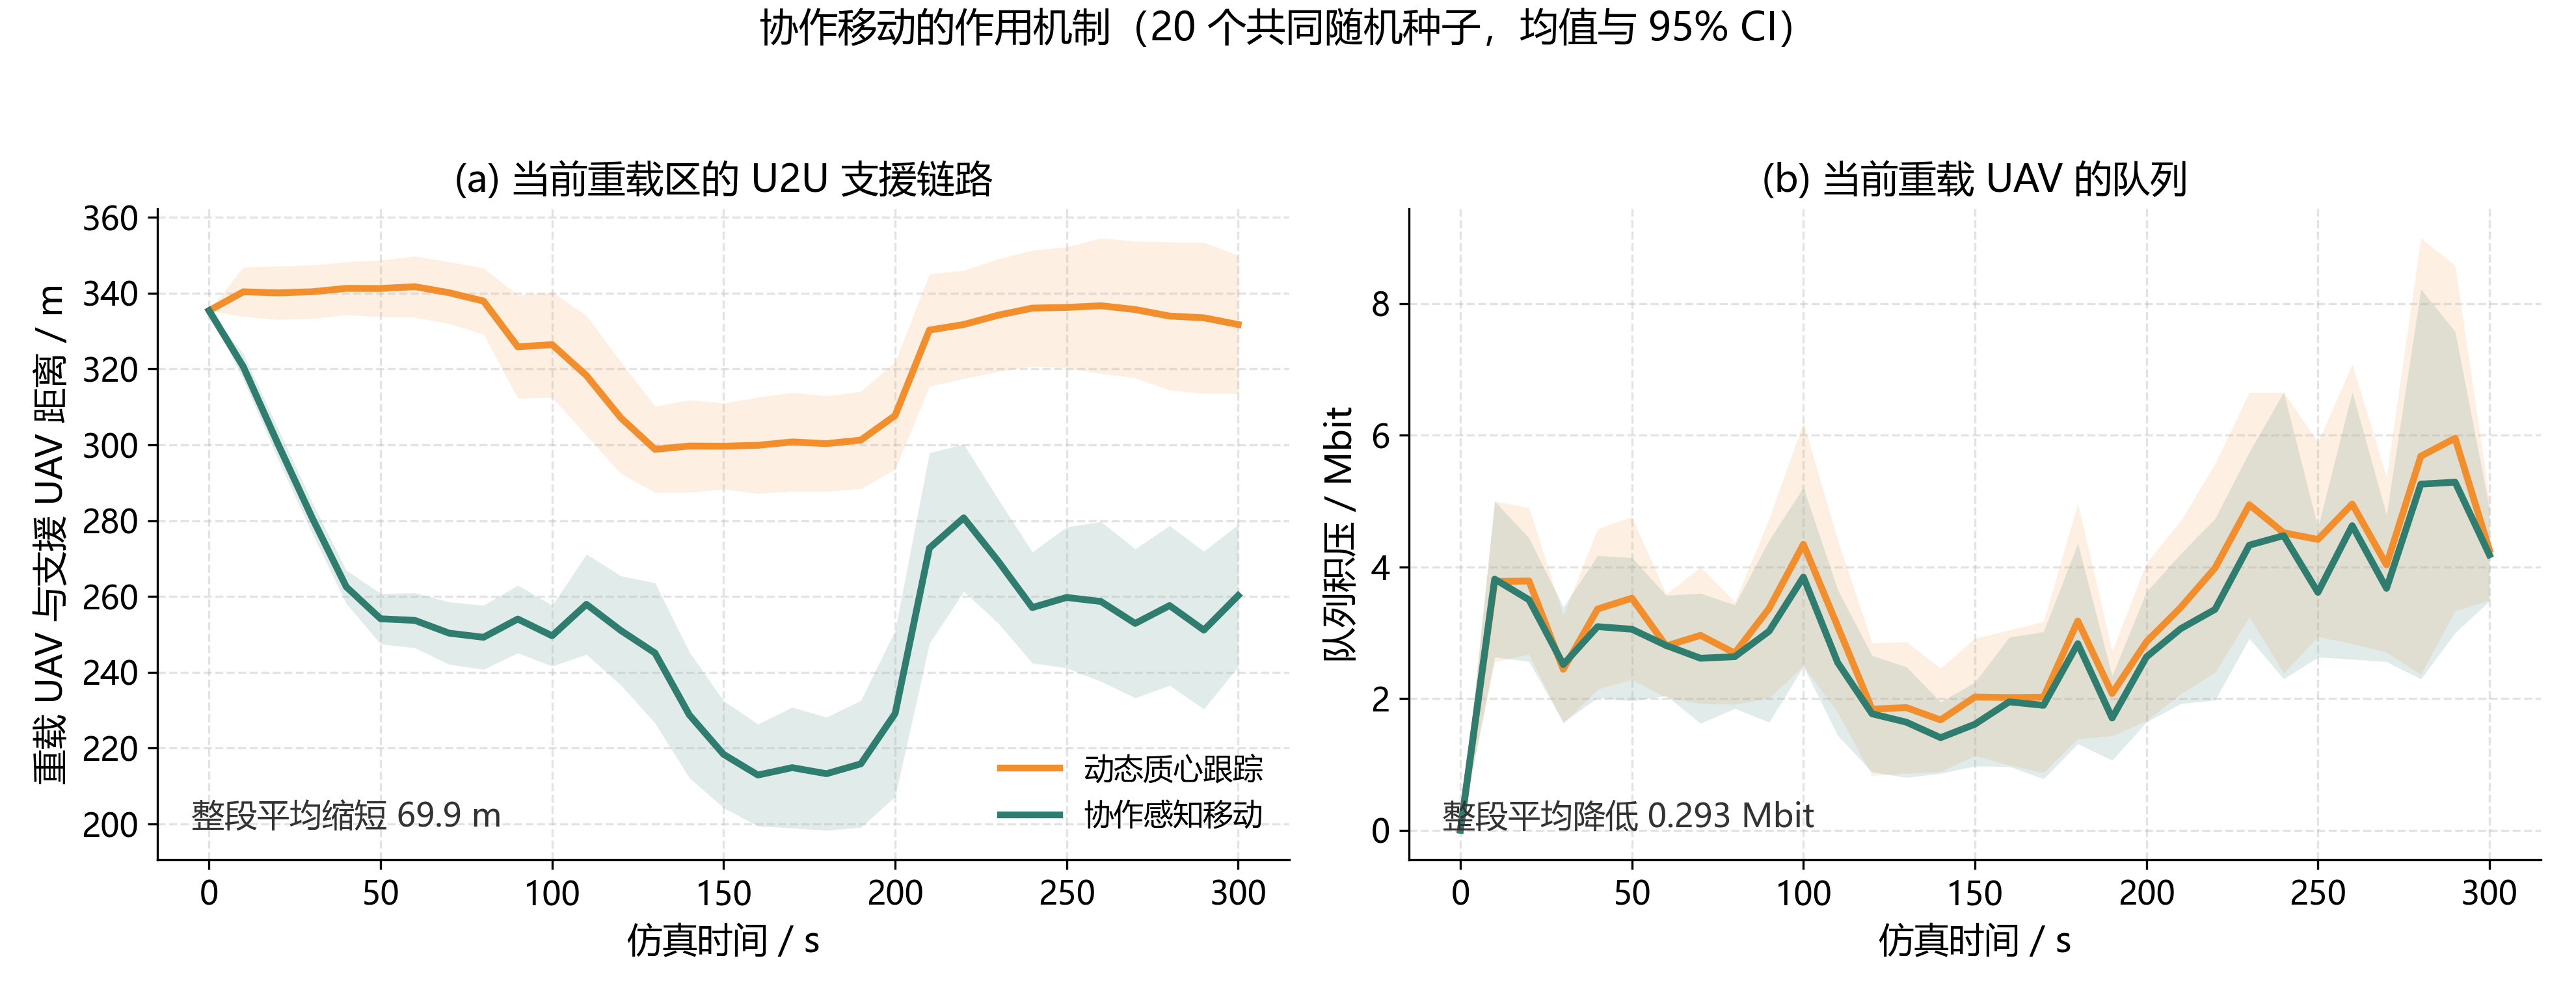 协作移动的作用机制（20 个共同随机种子，均值与 95% CI）
(a) 当前重载区的 U2U 支援链路
重载 UAV 与支援 UAV 距离 / m
360
340
320
300
280
260
240
220
200
动态质心跟踪
协作感知移动
整段平均缩短 69.9 m
0 50 100 150 200 250 300
仿真时间 / s
(b) 当前重载 UAV 的队列
队列积压 / Mbit
8
6
4
2
0
整段平均降低 0.293 Mbit
0 50 100 150 200 250 300
仿真时间 / s